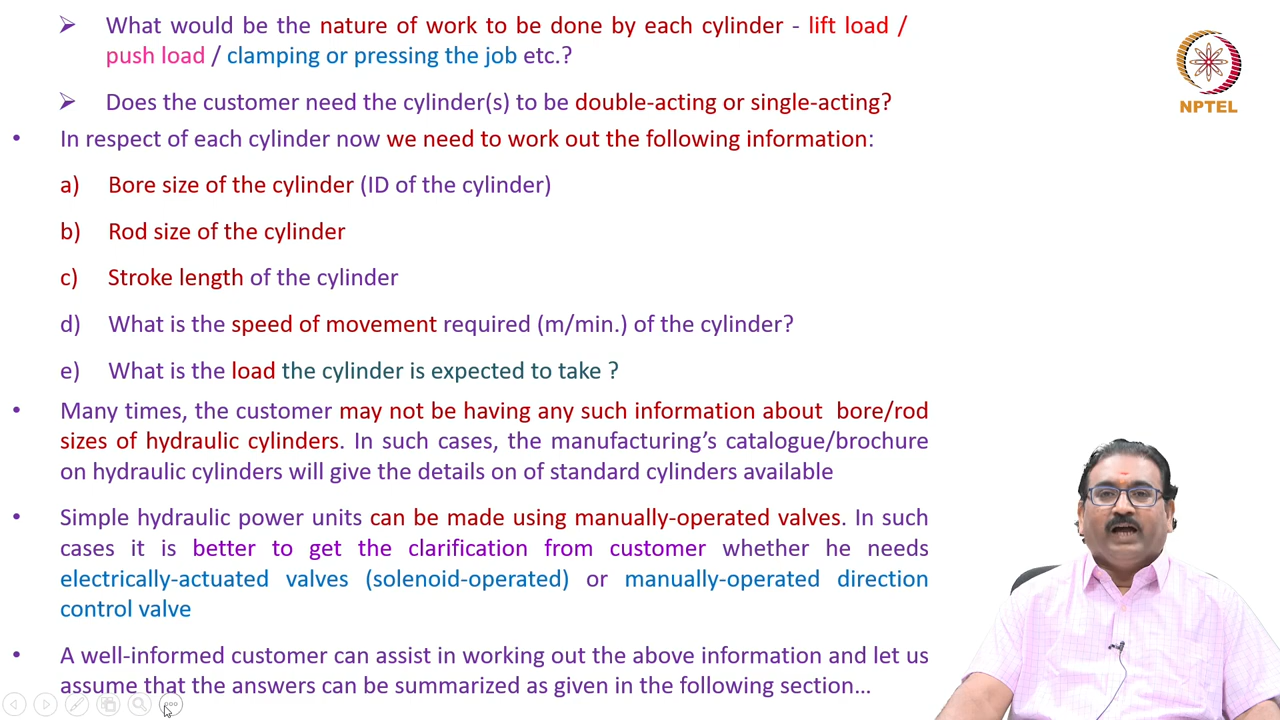 ➢ What would be the nature of work to be done by each cylinder - lift load /
push load / clamping or pressing the job etc.?
➢ Does the customer need the cylinder(s) to be double-acting or single-acting?
• In respect of each cylinder now we need to work out the following information:
a) Bore size of the cylinder (ID of the cylinder)
b) Rod size of the cylinder
c) Stroke length of the cylinder
d) What is the speed of movement required (m/min.) of the cylinder?
e) What is the load the cylinder is expected to take ?
• Many times, the customer may not be having any such information about bore/rod
sizes of hydraulic cylinders. In such cases, the manufacturing’s catalogue/brochure
on hydraulic cylinders will give the details on of standard cylinders available
• Simple hydraulic power units can be made using manually-operated valves. In such
cases it is better to get the clarification from customer whether he needs
electrically-actuated valves (solenoid-operated) or manually-operated direction
control valve
• A well-informed customer can assist in working out the above information and let us
assume that the answers can be summarized as given in the following section…
NPTEL